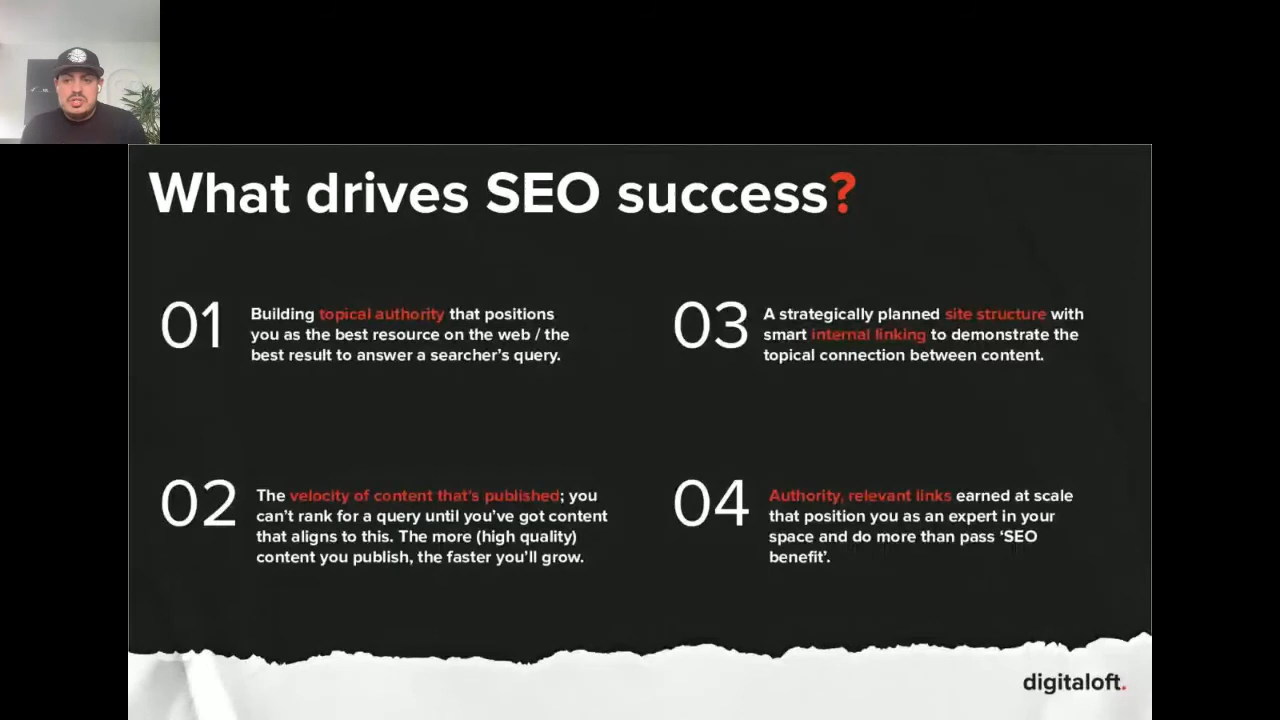 What drives SEO success?
01
Building topical authority that positions
you as the best resource on the web / the
best result to answer a searcher's query.
02
The velocity of content that's published; you
can't rank for a query until you've got content
that aligns to this. The more (high quality)
content you publish, the faster you'll grow.
03
A strategically planned site structure with
smart internal linking to demonstrate the
topical connection between content.
04
Authority, relevant links earned at scale
that position you as an expert in your
space and do more than pass ‘SEO
benefit’.
digitaloft.